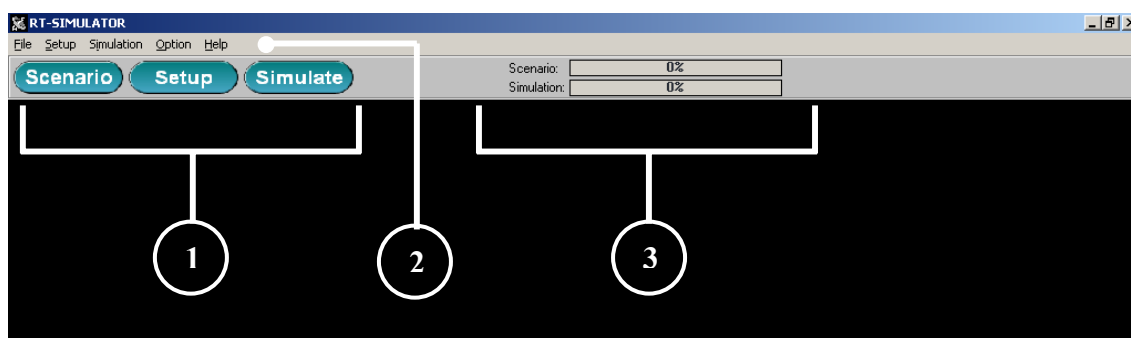 RT-SIMULATOR
File Setup Simulation Option Help
Scenario Setup Simulate
Scenario: 0%
Simulation: 0%
1 2 3